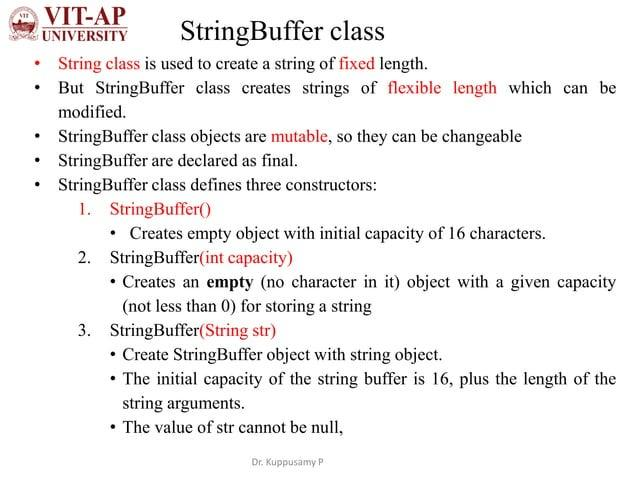 VIT-AP
UNIVERSITY
StringBuffer class
• String class is used to create a string of fixed length.
• But StringBuffer class creates strings of flexible length which can be
modified.
• StringBuffer class objects are mutable, so they can be changeable
• StringBuffer are declared as final.
• StringBuffer class defines three constructors:
1. StringBuffer()
• Creates empty object with initial capacity of 16 characters.
2. StringBuffer(int capacity)
• Creates an empty (no character in it) object with a given capacity
(not less than 0) for storing a string
3. StringBuffer(String str)
• Create StringBuffer object with string object.
• The initial capacity of the string buffer is 16, plus the length of the
string arguments.
• The value of str cannot be null,
Dr. Kuppusamy P